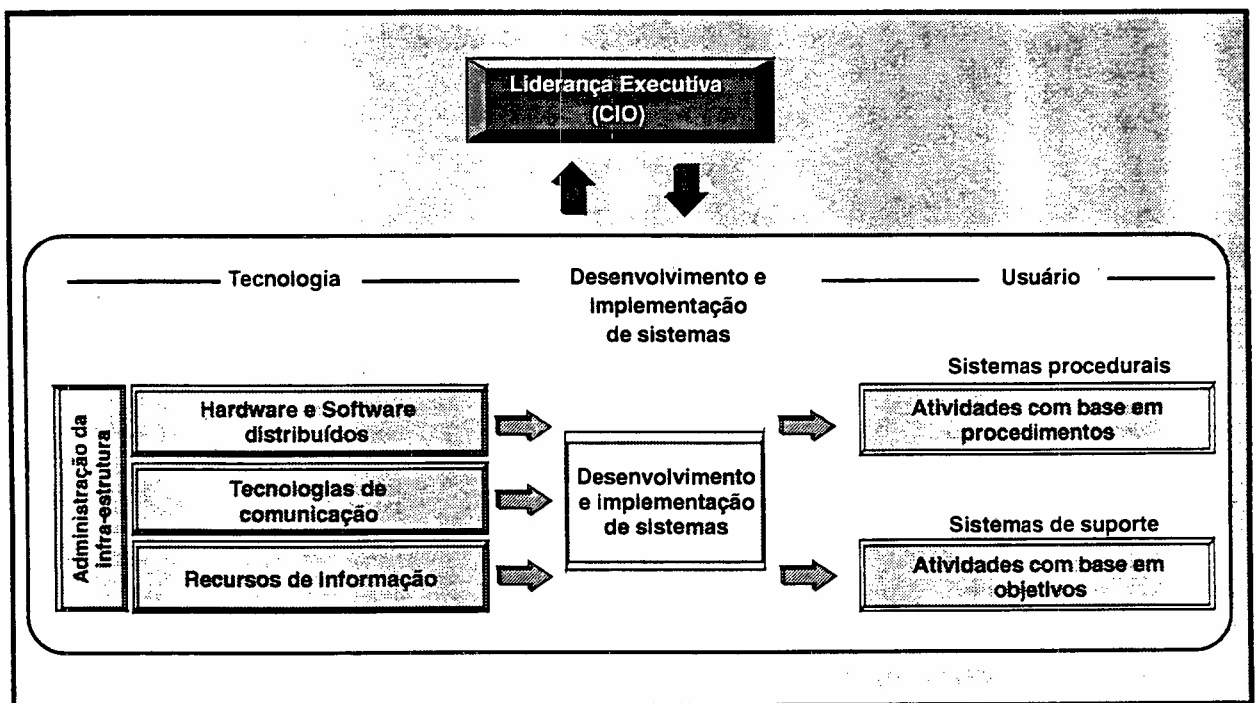 Liderança Executiva
(CIO)
Tecnologia
Desenvolvimento e
implementação
de sistemas
Usuário
Administração da
infra-estrutura
Hardware e Software
distribuídos
Tecnologias de
comunicação
Recursos de informação
Desenvolvimento
e implementação
de sistemas
Sistemas procedurais
Atividades com base em
procedimentos
Sistemas de suporte
Atividades com base em
objetivos